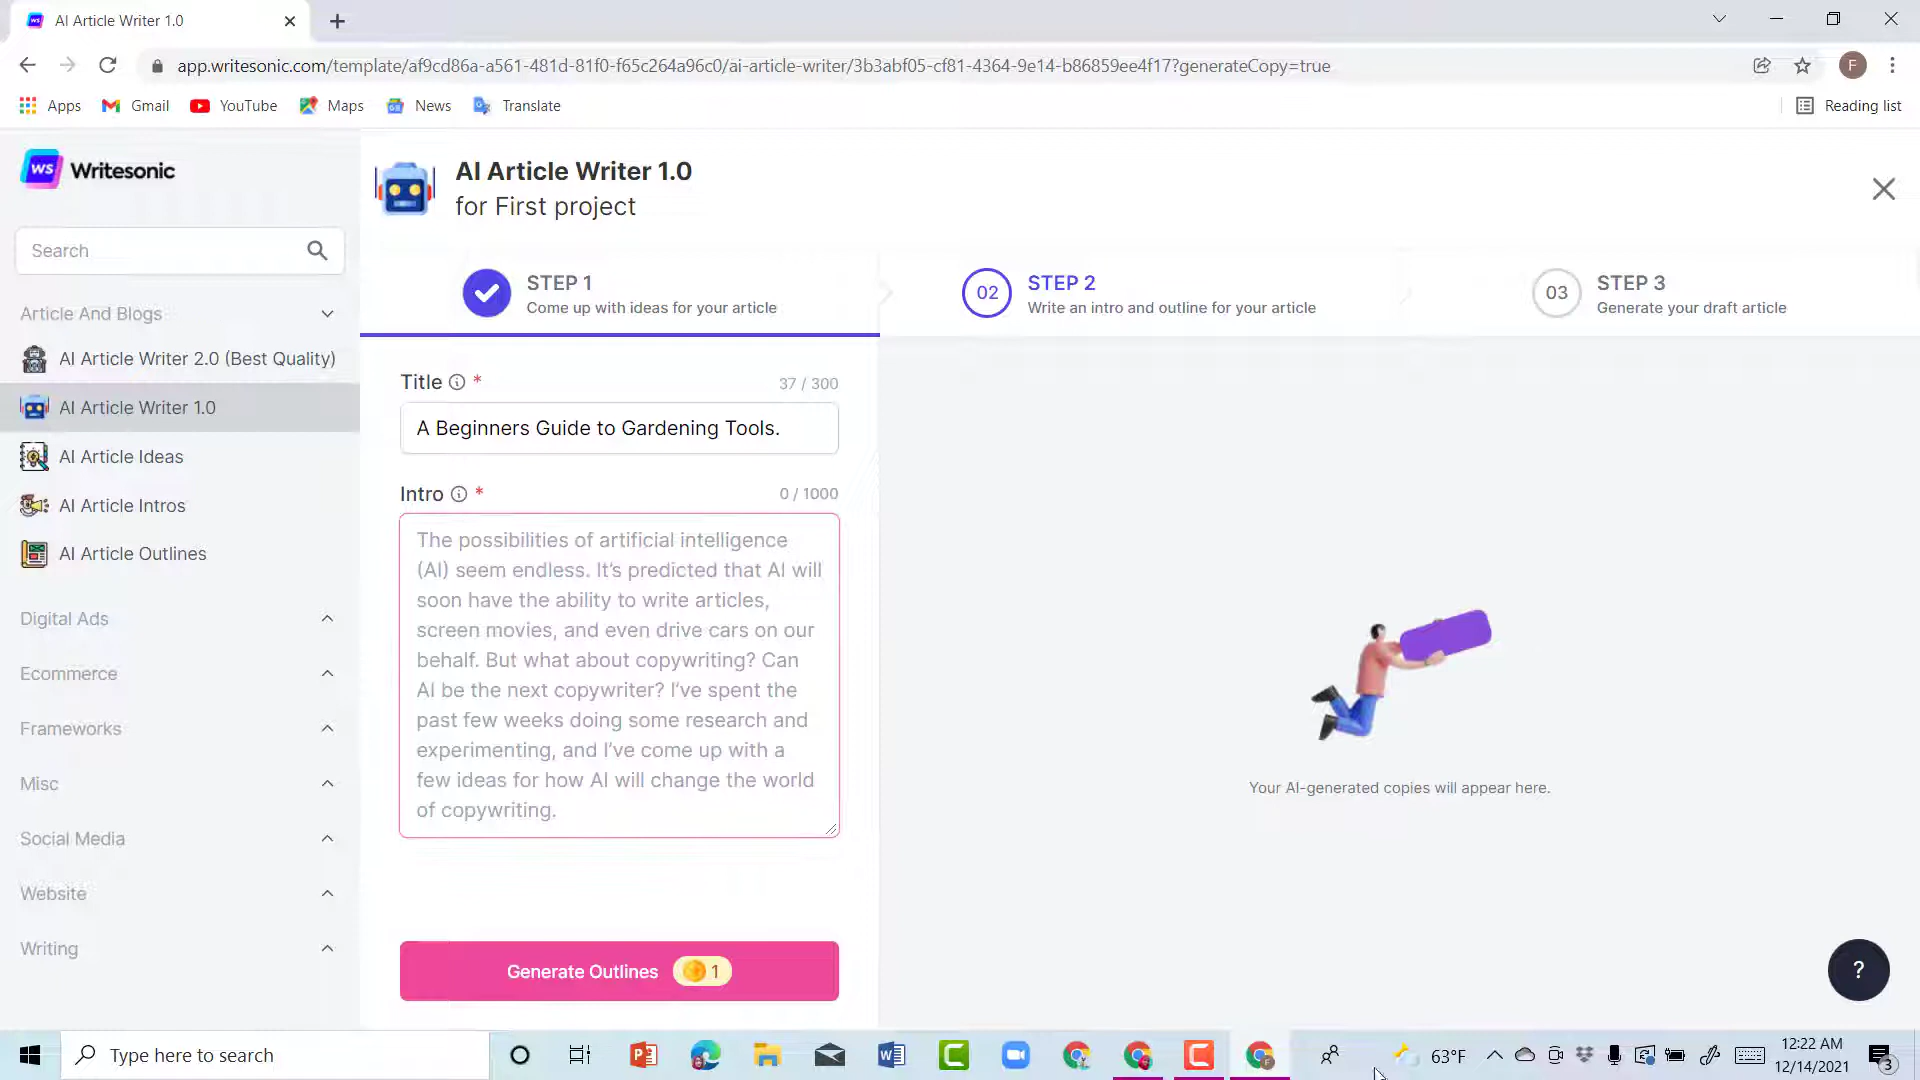 AI Article Writer 1.0
app.writesonic.com/template/af9cd86a-a561-481d-81f0-f65c264a96c0/ai-article-writer/3b3abf05-cf81-4364-9e14-b86859ee4f17?generateCopy=true
F
Apps
Gmail
YouTube
Maps
News
Translate
Reading list
WS
Writesonic
Search
Article And Blogs
AI Article Writer 2.0 (Best Quality)
AI Article Writer 1.0
AI Article Ideas
AI Article Intros
AI Article Outlines
Digital Ads
Ecommerce
Frameworks
Misc
Social Media
Website
Writing
AI Article Writer 1.0
for First project
STEP 1
Come up with ideas for your article
02
STEP 2
Write an intro and outline for your article
03
STEP 3
Generate your draft article
Title *
37 / 300
A Beginners Guide to Gardening Tools.
Intro *
0 / 1000
The possibilities of artificial intelligence
(AI) seem endless. It's predicted that AI will
soon have the ability to write articles,
screen movies, and even drive cars on our
behalf. But what about copywriting? Can
AI be the next copywriter? I've spent the
past few weeks doing some research and
experimenting, and I've come up with a
few ideas for how AI will change the world
of copywriting.
Generate Outlines 1
Your AI-generated copies will appear here.
?
Type here to search
63°F
12:22 AM
12/14/2021
3